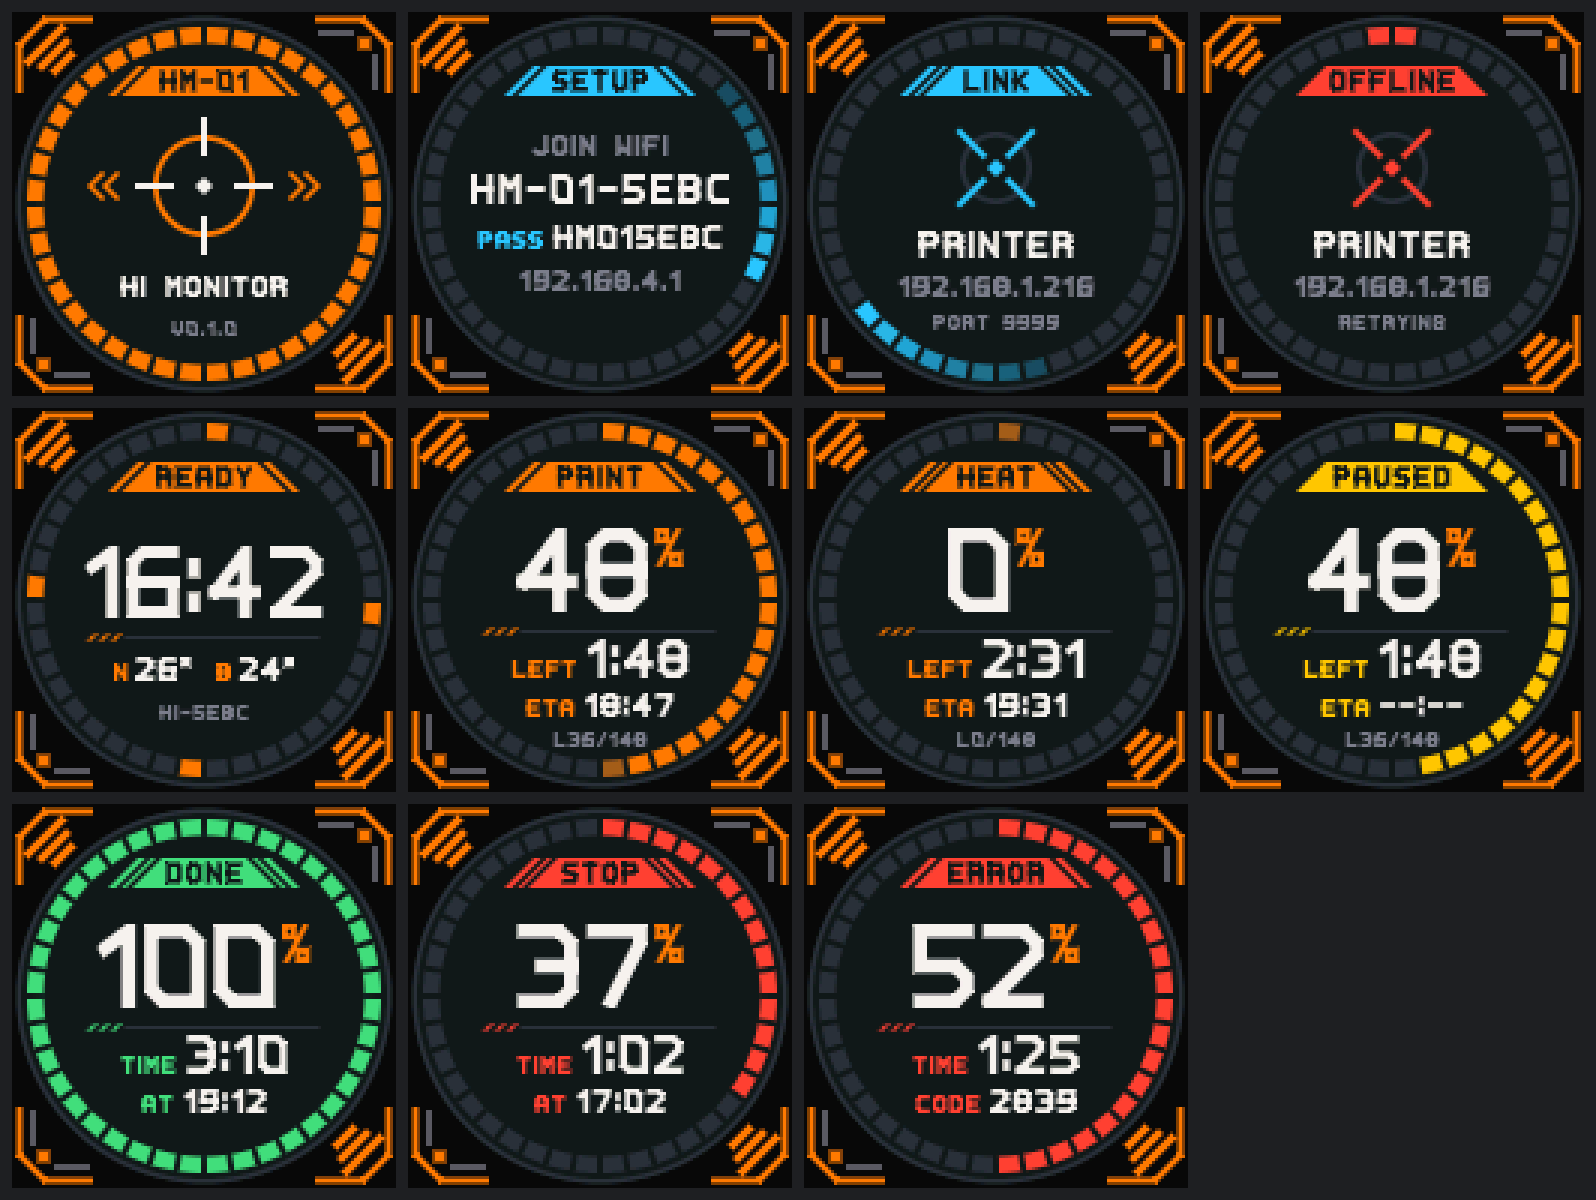 HM-01
HI MONITOR
V0.1.0
SETUP
JOIN WIFI
HM-01-5EBC
PASS HM015EBC
192.168.4.1
LINK
PRINTER
192.168.1.216
PORT 9999
OFFLINE
PRINTER
192.168.1.216
RETRYING
READY
16:42
N 26° B 24°
HI-5EBC
PRINT
48%
LEFT 1:48
ETA 18:47
L36/148
HEAT
0%
LEFT 2:31
ETA 19:31
L0/148
PAUSED
48%
LEFT 1:48
ETA --:--
L36/148
DONE
100%
TIME 3:10
AT 19:12
STOP
37%
TIME 1:02
AT 17:02
ERROR
52%
TIME 1:25
CODE 2839